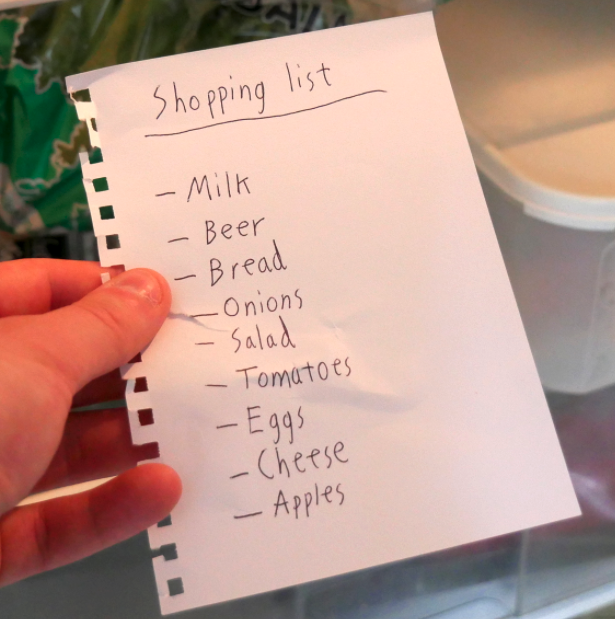 Shopping list
- Milk
- Beer
- Bread
- Onions
- Salad
- Tomatoes
- Eggs
- Cheese
- Apples